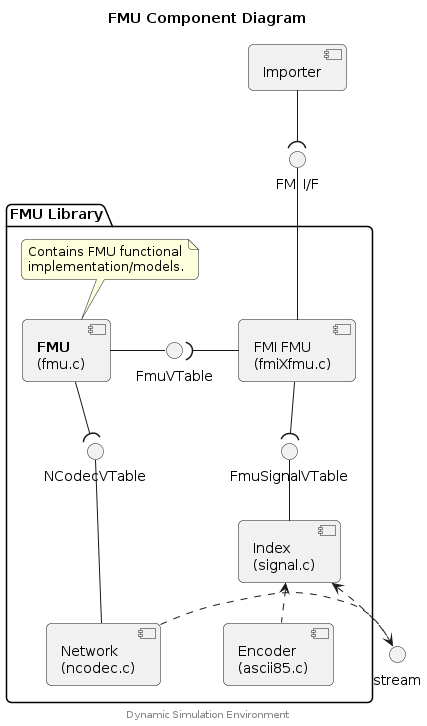 FMU Component Diagram
Importer
FMI I/F
FMU Library
Contains FMU functional
implementation/models.
FMU
(fmu.c)
FmuVTable
FMI FMU
(fmiXfmu.c)
NCodecVTable
FmuSignalVTable
Index
(signal.c)
Network
(ncodec.c)
Encoder
(ascii85.c)
stream
Dynamic Simulation Environment